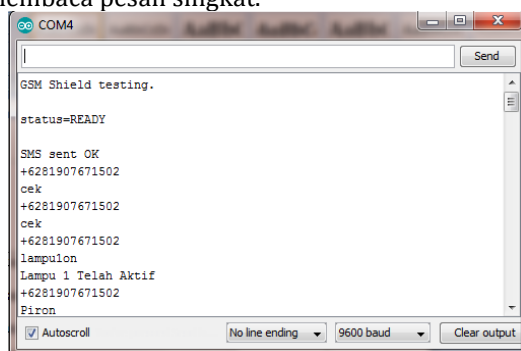 membaca pesan singkat.
COM4
Send
GSM Shield testing.
status=READY
SMS sent OK
+6281907671502
cek
+6281907671502
cek
+6281907671502
lampu1on
Lampu 1 Telah Aktif
+6281907671502
Piron
Autoscroll
No line ending
9600 baud
Clear output